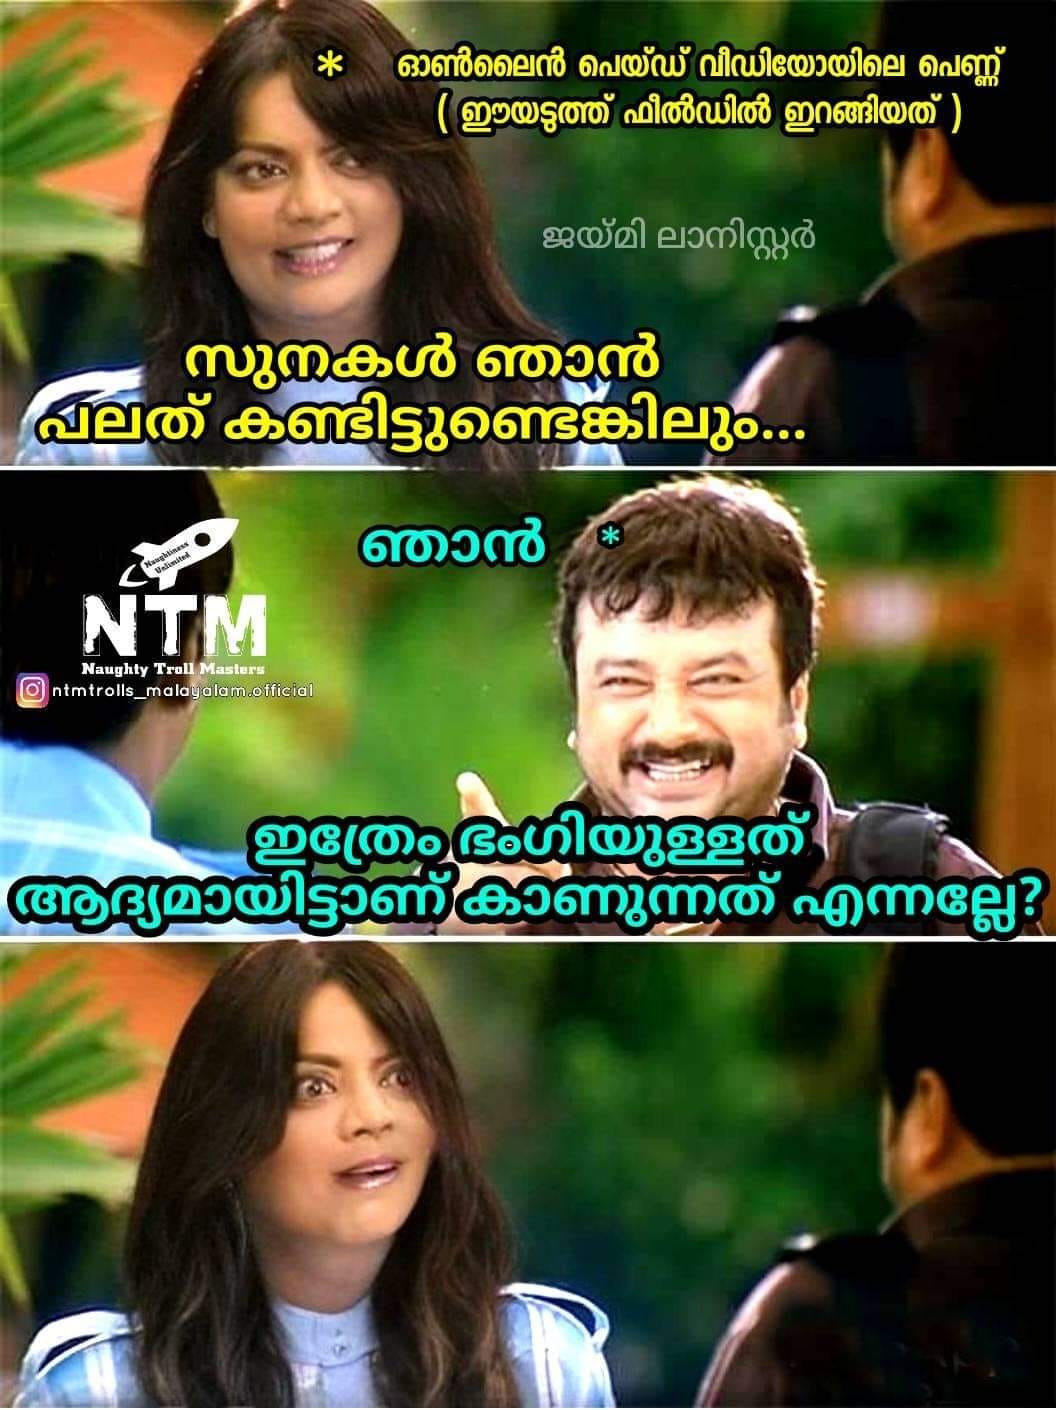 * ഓൺലൈൻ പെയ്ഡ് വീഡിയോയിലെ പെണ്ണ്
( ഈയടുത്ത് ഫീൽഡിൽ ഇറങ്ങിയത് )
ജയ്മി ലാനിസ്റ്റർ
സുനകൾ ഞാൻ
പലത് കണ്ടിട്ടുണ്ടെങ്കിലും...
ഞാൻ *
Naughtiness
Unlimited
NTM
Naughty Troll Masters
ntmtrolls_malayalam.official
ഇത്രേം ഭംഗിയുള്ളത്
ആദ്യമായിട്ടാണ് കാണുന്നത് എന്നല്ലേ?